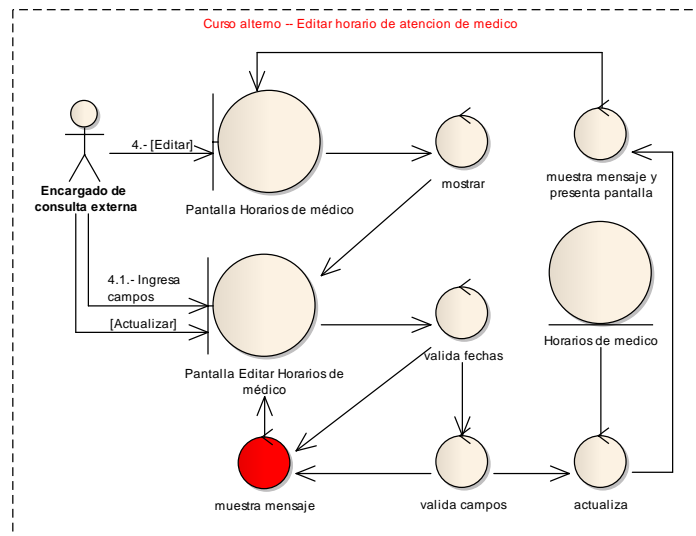 Curso alterno -- Editar horario de atencion de medico
4.- [Editar]
Encargado de
consulta externa
Pantalla Horarios de médico
mostrar
muestra mensaje y
presenta pantalla
4.1.- Ingresa
campos
[Actualizar]
Pantalla Editar Horarios de
médico
valida fechas
Horarios de medico
muestra mensaje
valida campos
actualiza